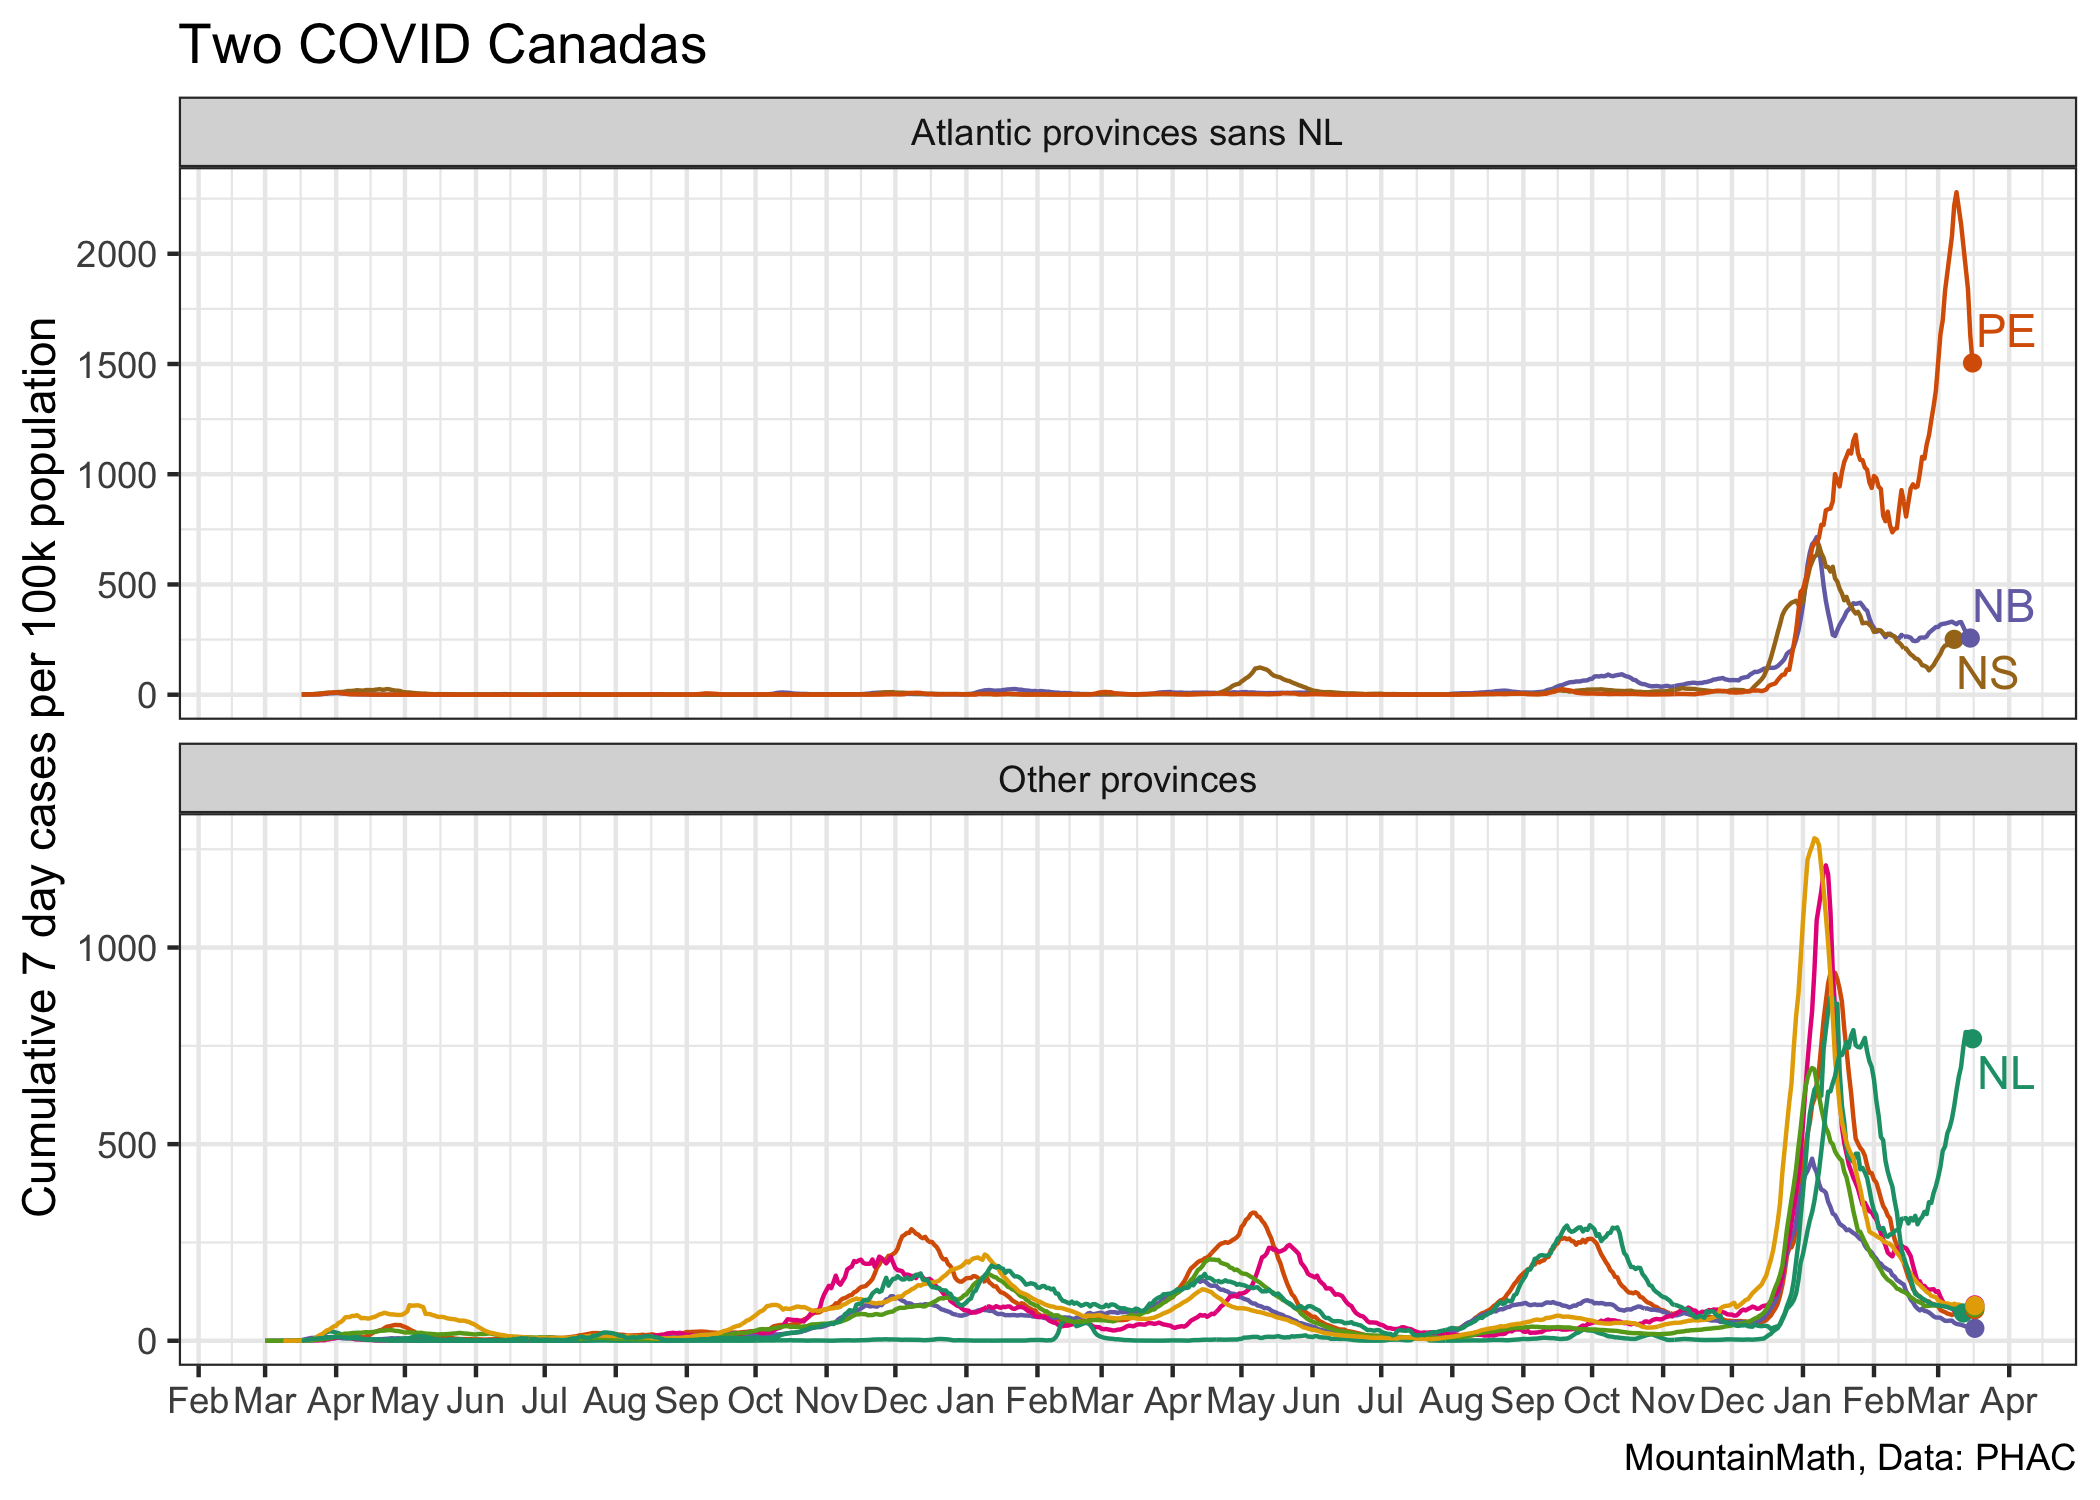 Two COVID Canadas
Atlantic provinces sans NL
Cumulative 7 day cases per 100k population
2000
1500
1000
500
0
PE
NB
NS
Other provinces
1000
500
0
NL
Feb Mar Apr May Jun Jul Aug Sep Oct Nov Dec Jan Feb Mar Apr May Jun Jul Aug Sep Oct Nov Dec Jan Feb Mar Apr
MountainMath, Data: PHAC